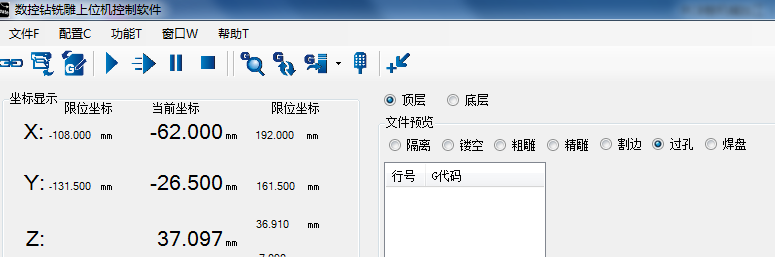 数控钻铣雕上位机控制软件
文件F 配置C 功能T 窗口W 帮助T
坐标显示
限位坐标 当前坐标 限位坐标
X: -108.000 mm -62.000 mm 192.000 mm
Y: -131.500 mm -26.500 mm 161.500 mm
Z: 37.097 mm 36.910 mm
顶层 底层
文件预览
隔离 镂空 粗雕 精雕 割边 过孔 焊盘
行号 G代码